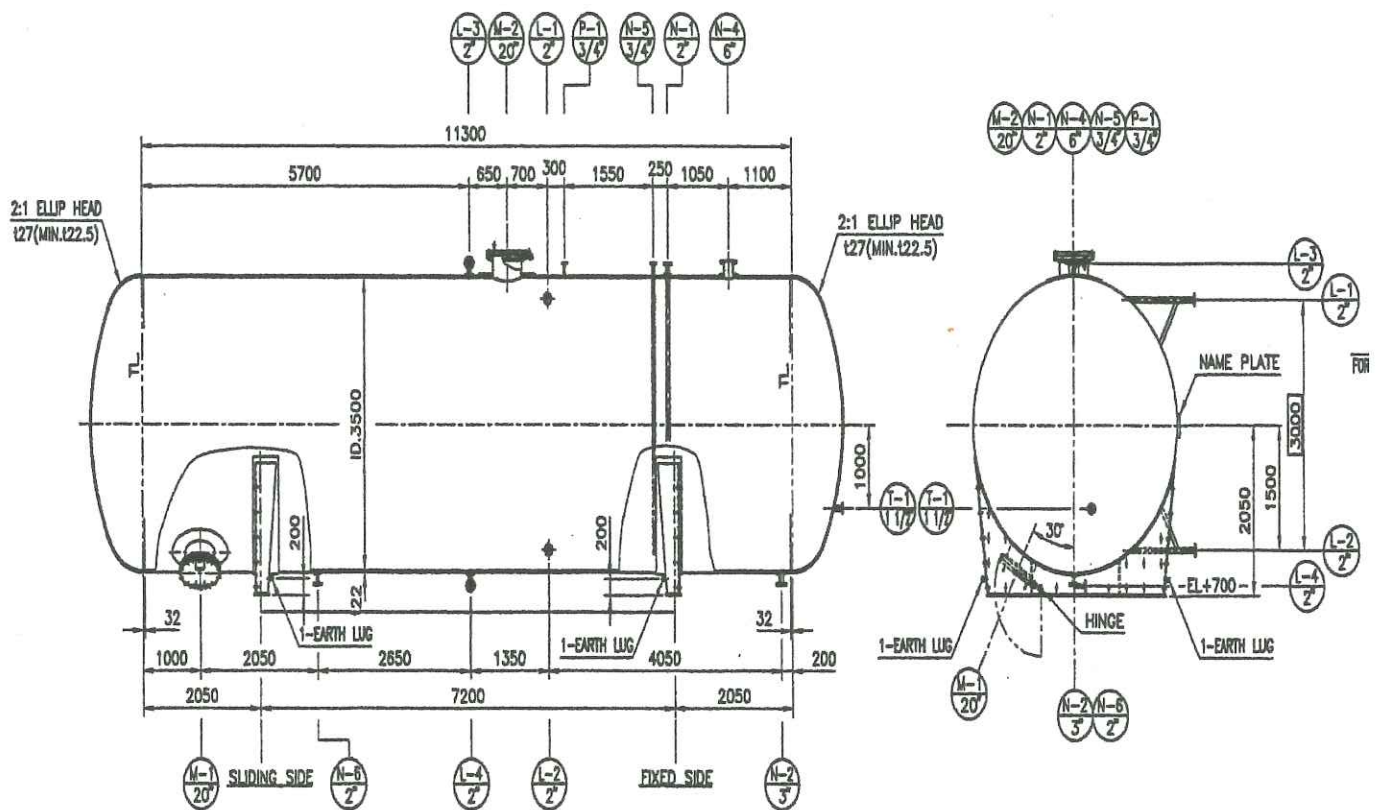 L-3 M-2 L-1 P-1 N-5 N-1 N-4
2" 20" 2" 3/4" 3/4" 2" 6"
M-2 N-1 N-4 N-5 P-1
20" 2" 6" 3/4" 3/4"
11300
5700 650 700 300 1550 250 1050 1100
2:1 ELLIP HEAD
t27(MIN.t22.5)
2:1 ELLIP HEAD
t27(MIN.t22.5)
L-3
2"
L-1
2"
NAME PLATE
TL
TL
ID.3500
1000
T-1 T-1
1 1/2" 1 1/2"
3000
1500
2050
30°
200
200
22
L-2
2"
EL+700
L-4
2"
32
32
1-EARTH LUG
1-EARTH LUG
HINGE
1-EARTH LUG
1-EARTH LUG
1000 2050 2650 1350 4050 200
2050 7200 2050
M-1
20"
N-2 N-6
3" 2"
M-1 SLIDING SIDE N-6 L-4 L-2 FIXED SIDE N-2
20" 2" 2" 2" 3"